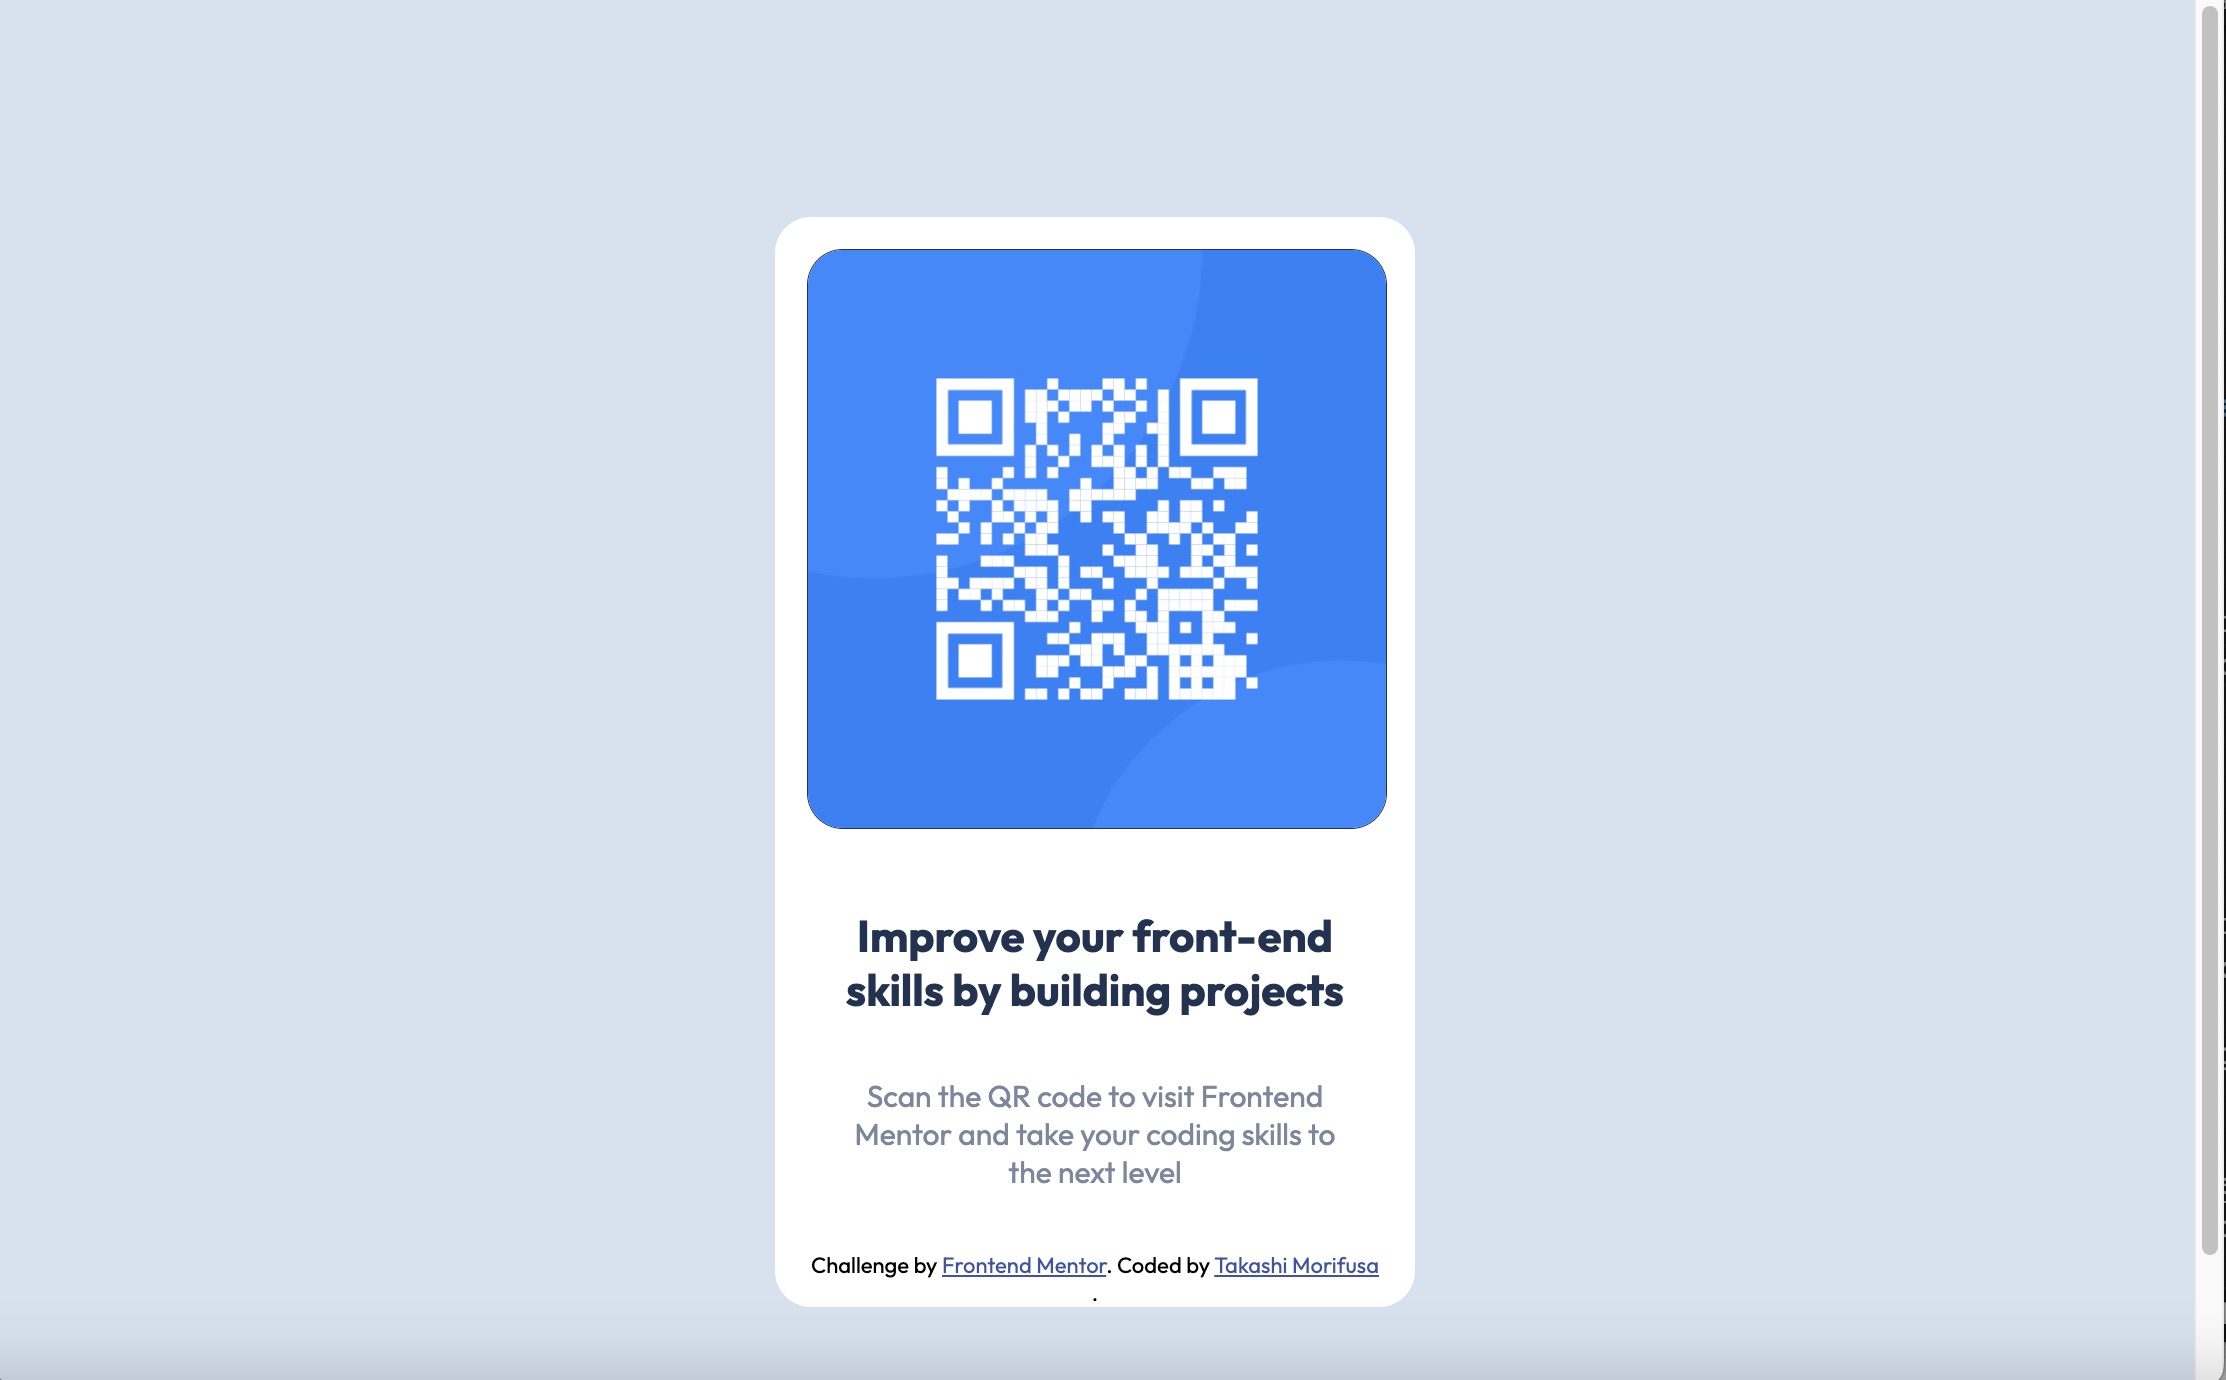 Improve your front-end
skills by building projects
Scan the QR code to visit Frontend
Mentor and take your coding skills to
the next level
Challenge by Frontend Mentor. Coded by Takashi Morifusa
.